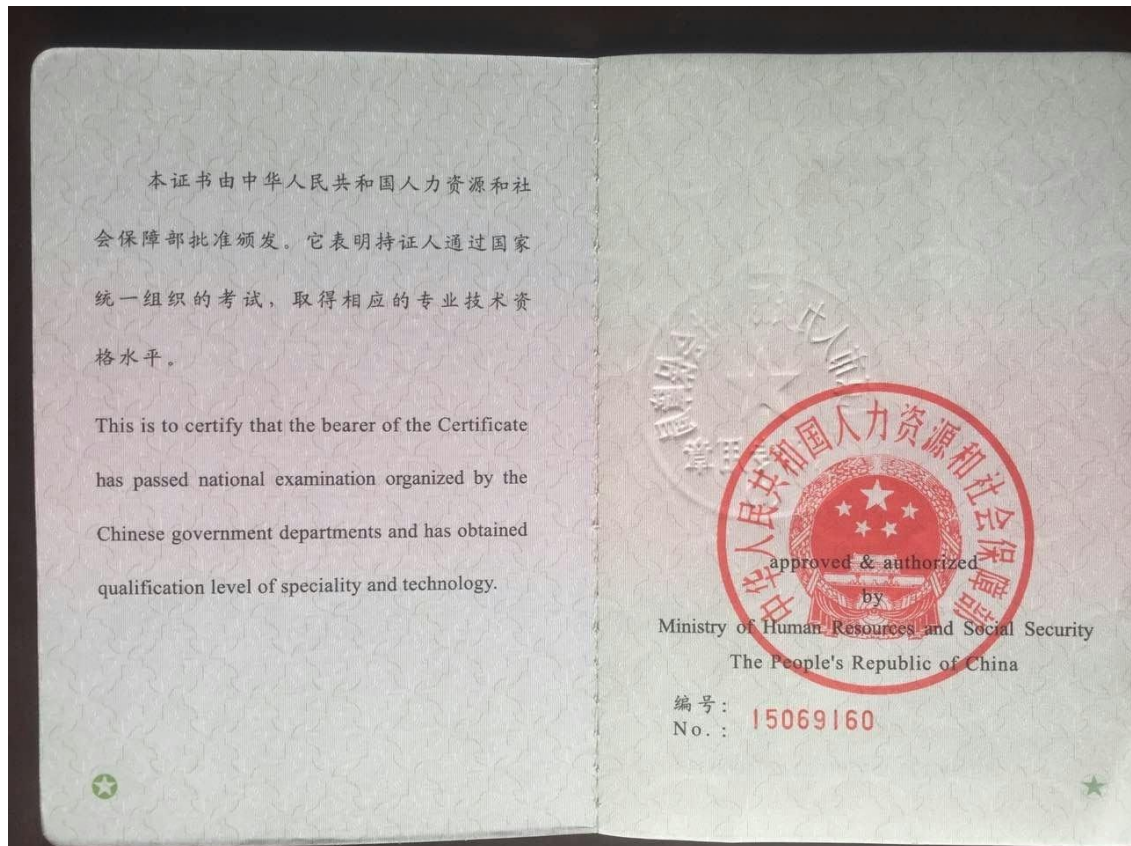 本证书由中华人民共和国人力资源和社
会保障部批准颁发。它表明持证人通过国家
统一组织的考试，取得相应的专业技术资
格水平。
This is to certify that the bearer of the Certificate
has passed national examination organized by the
Chinese government departments and has obtained
qualification level of speciality and technology.
中华人民共和国人力资源和社会保障部
approved & authorized
by
Ministry of Human Resources and Social Security
The People's Republic of China
编号：
No.： 15069160